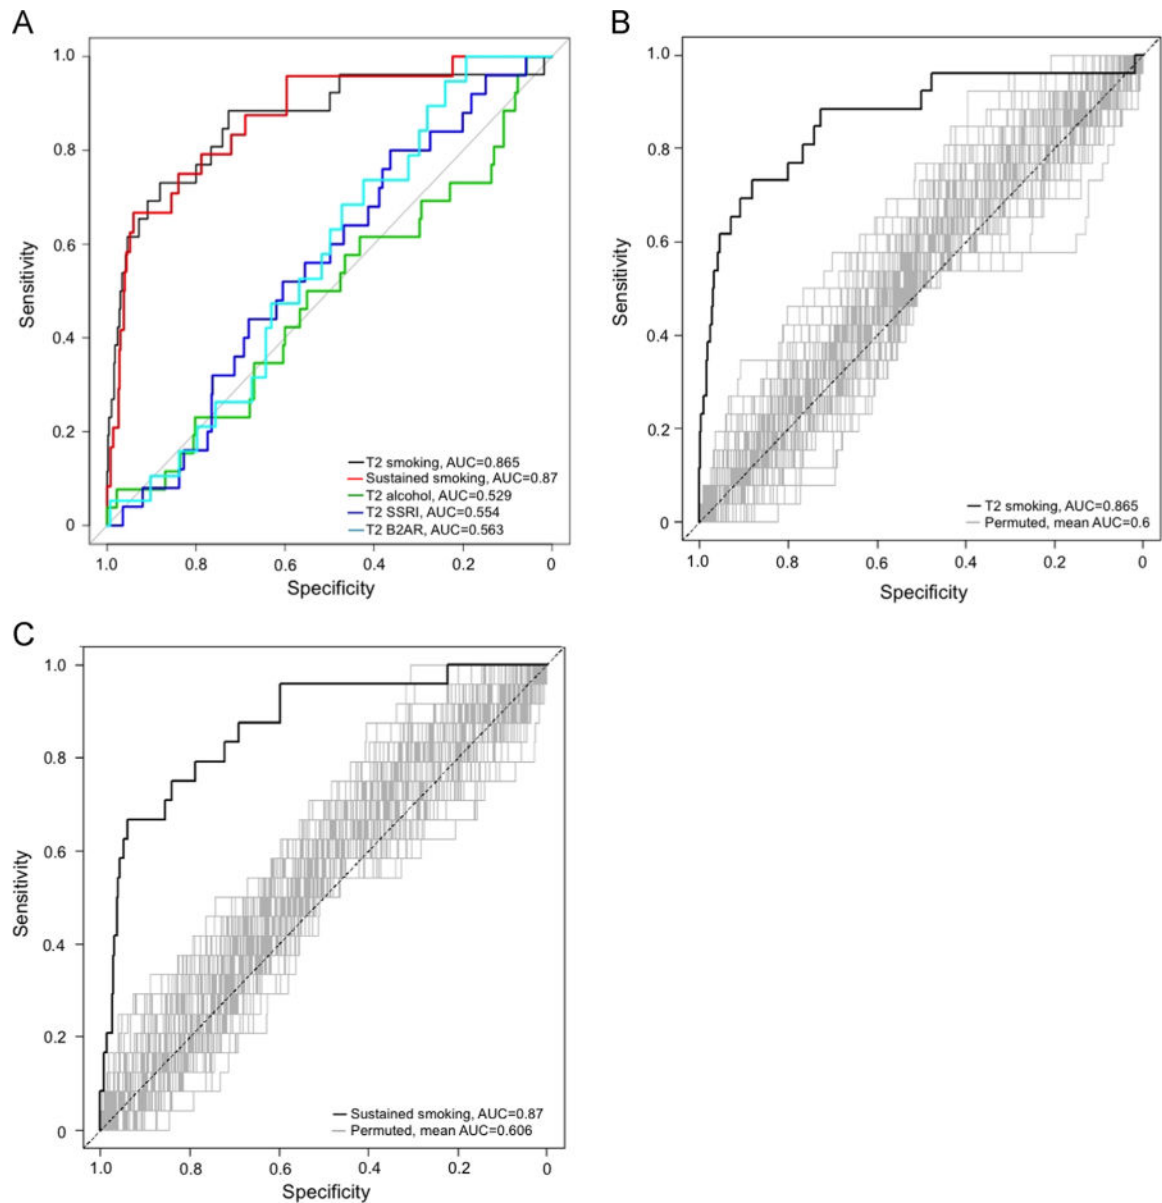 A
1.0
0.8
0.6
0.4
0.2
0
Sensitivity
T2 smoking, AUC=0.865
Sustained smoking, AUC=0.87
T2 alcohol, AUC=0.529
T2 SSRI, AUC=0.554
T2 B2AR, AUC=0.563
1.0 0.8 0.6 0.4 0.2 0
Specificity
B
1.0
0.8
0.6
0.4
0.2
0
Sensitivity
T2 smoking, AUC=0.865
Permuted, mean AUC=0.6
1.0 0.8 0.6 0.4 0.2 0
Specificity
C
1.0
0.8
0.6
0.4
0.2
0
Sensitivity
Sustained smoking, AUC=0.87
Permuted, mean AUC=0.606
1.0 0.8 0.6 0.4 0.2 0
Specificity